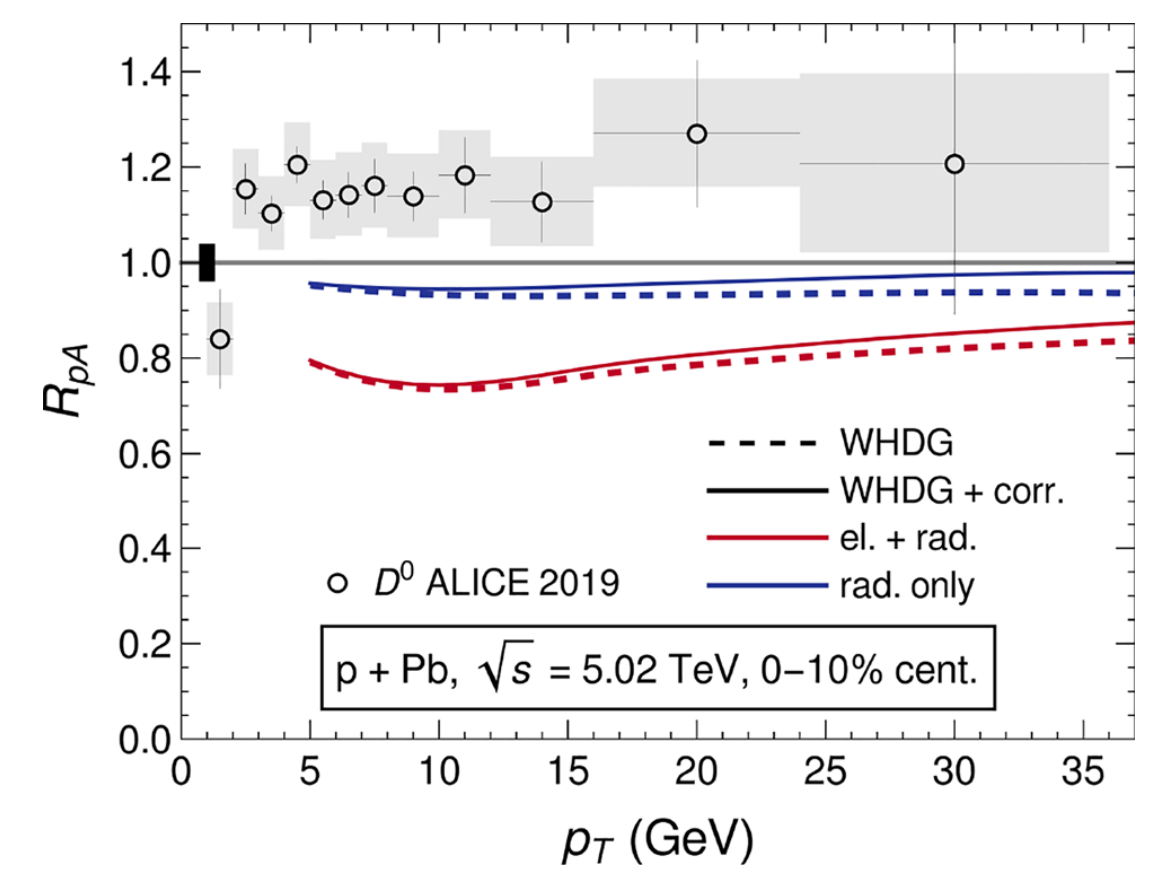 1.4
1.2
1.0
0.8
0.6
0.4
0.2
0.0
R_{pA}
WHDG
WHDG + corr.
el. + rad.
rad. only
D⁰ ALICE 2019
p + Pb, √s = 5.02 TeV, 0–10% cent.
0 5 10 15 20 25 30 35
p_T (GeV)